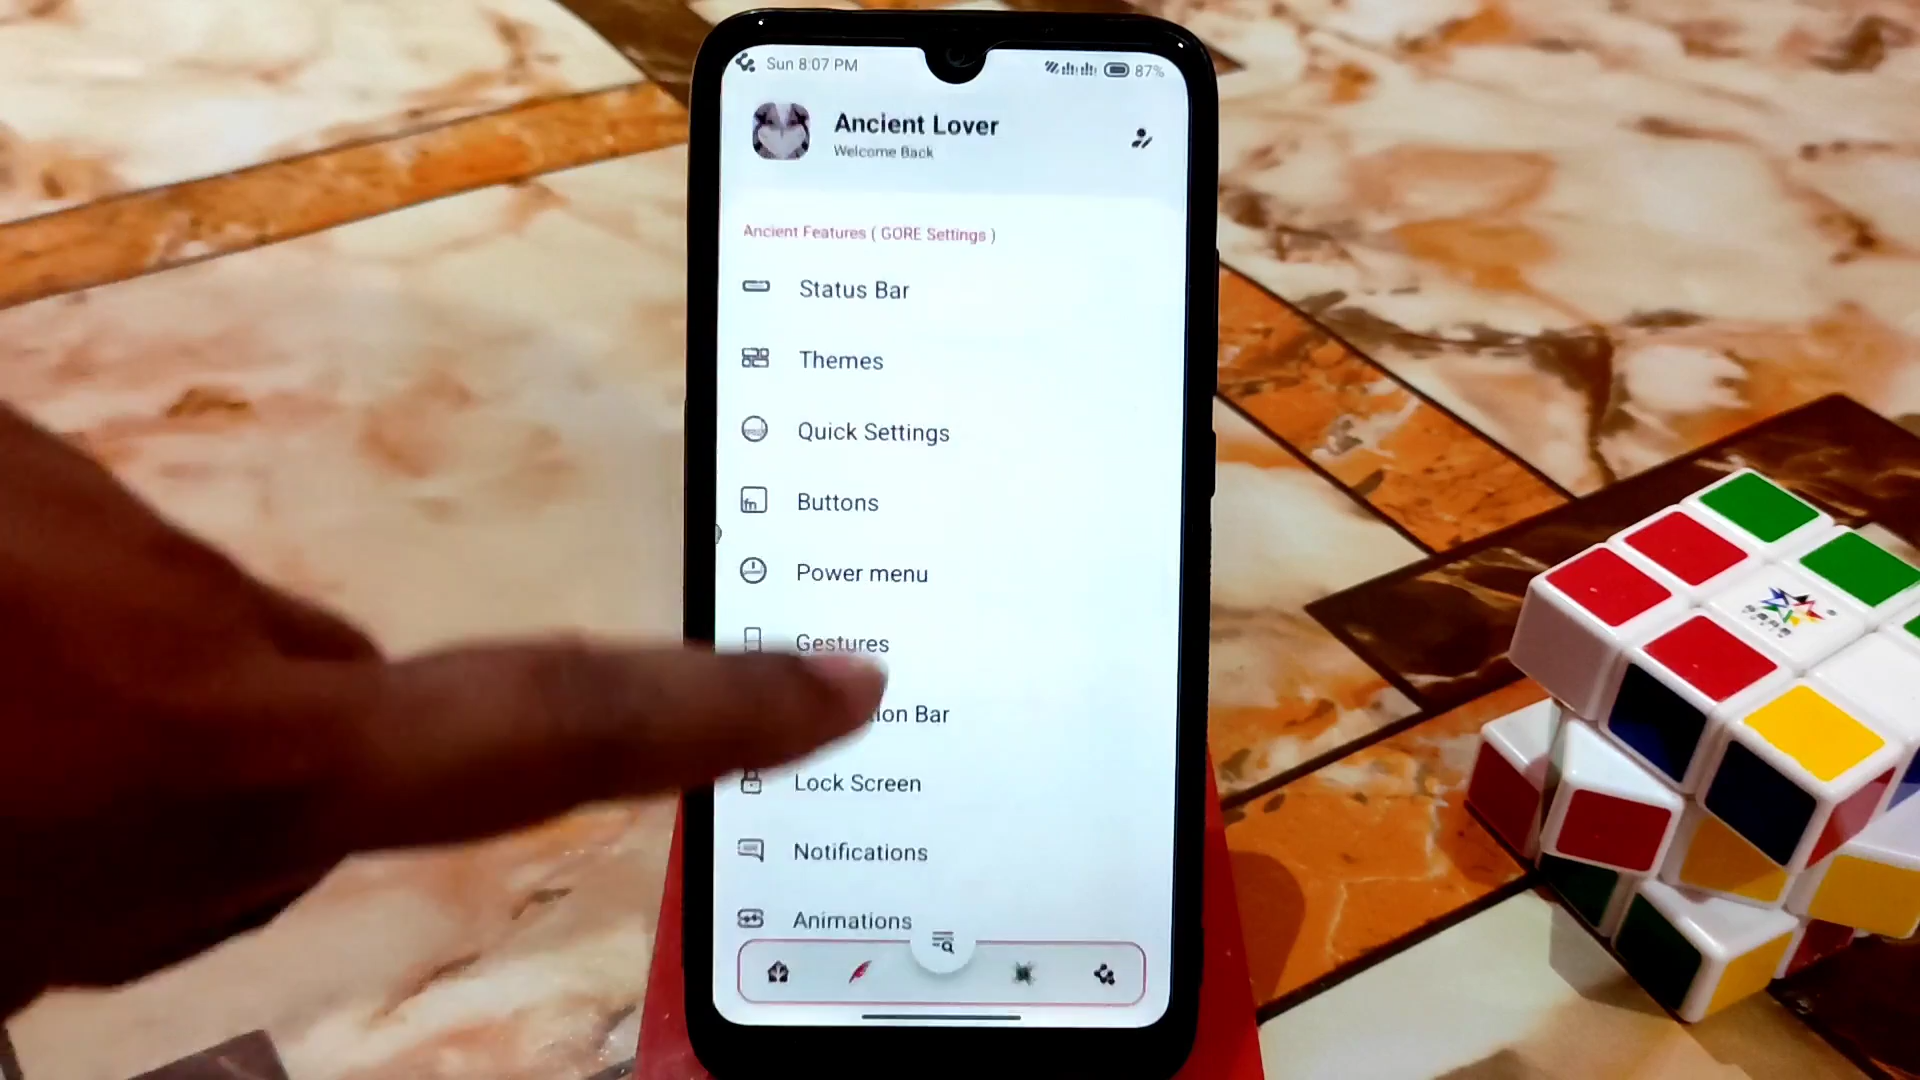 Sun 8:07 PM
87%
Ancient Lover
Welcome Back
Ancient Features ( GORE Settings )
Status Bar
Themes
Quick Settings
Buttons
Power menu
Gestures
ion Bar
Lock Screen
Notifications
Animations